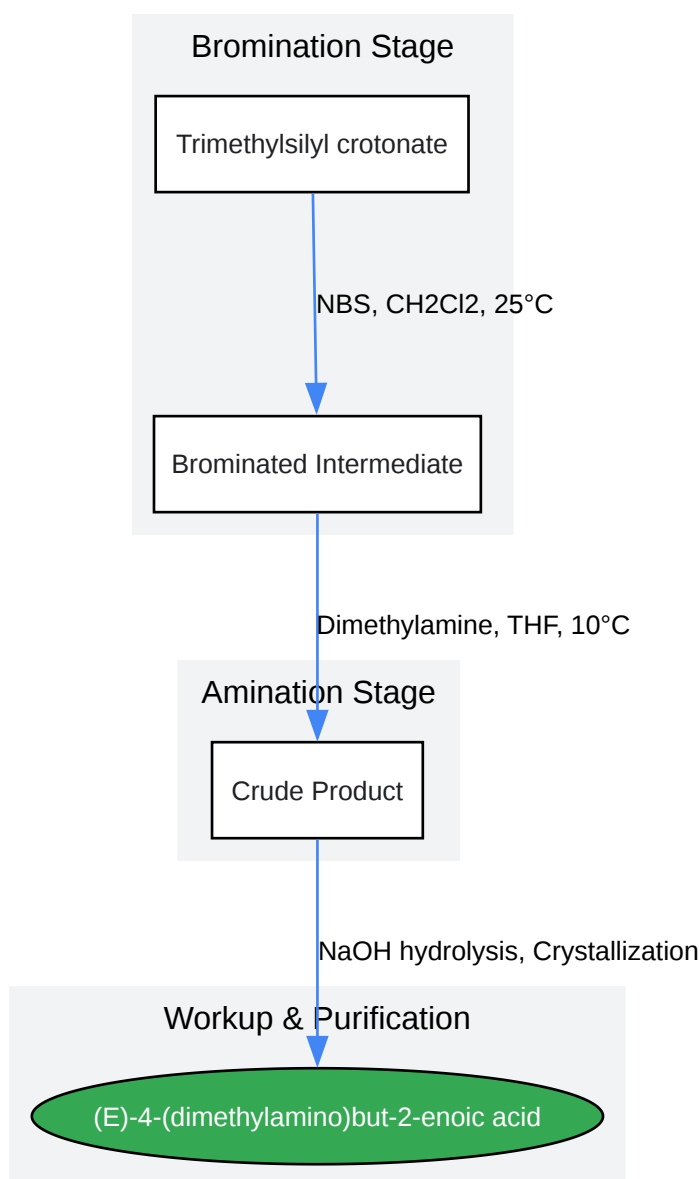 Bromination Stage
Trimethylsilyl crotonate
NBS, CH2Cl2, 25°C
Brominated Intermediate
Dimethylamine, THF, 10°C
Amination Stage
Crude Product
NaOH hydrolysis, Crystallization
Workup & Purification
(E)-4-(dimethylamino)but-2-enoic acid